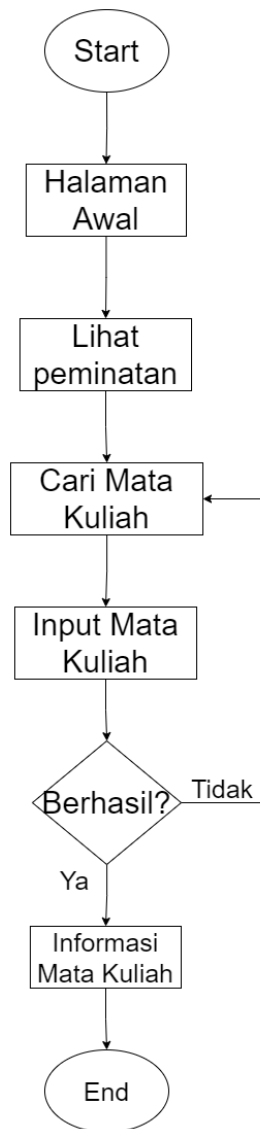 Start
Halaman
Awal
Lihat
peminatan
Cari Mata
Kuliah
Input Mata
Kuliah
Berhasil?
Tidak
Ya
Informasi
Mata Kuliah
End